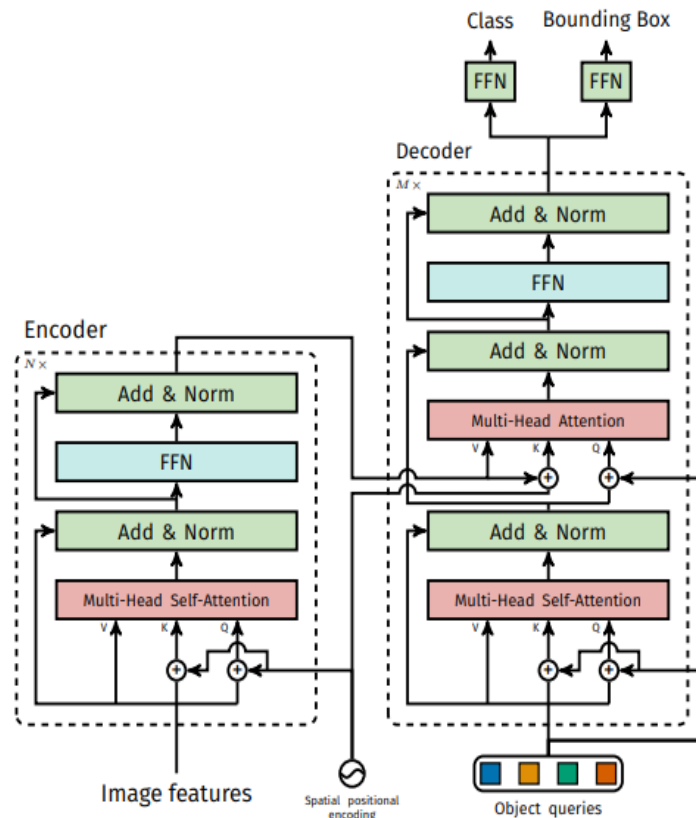 Class
Bounding Box
FFN
FFN
Decoder
M×
Add & Norm
FFN
Add & Norm
Multi-Head Attention
V
K
Q
Add & Norm
Multi-Head Self-Attention
V
K
Q
Object queries
Encoder
N×
Add & Norm
FFN
Add & Norm
Multi-Head Self-Attention
V
K
Q
Image features
Spatial positional
encoding